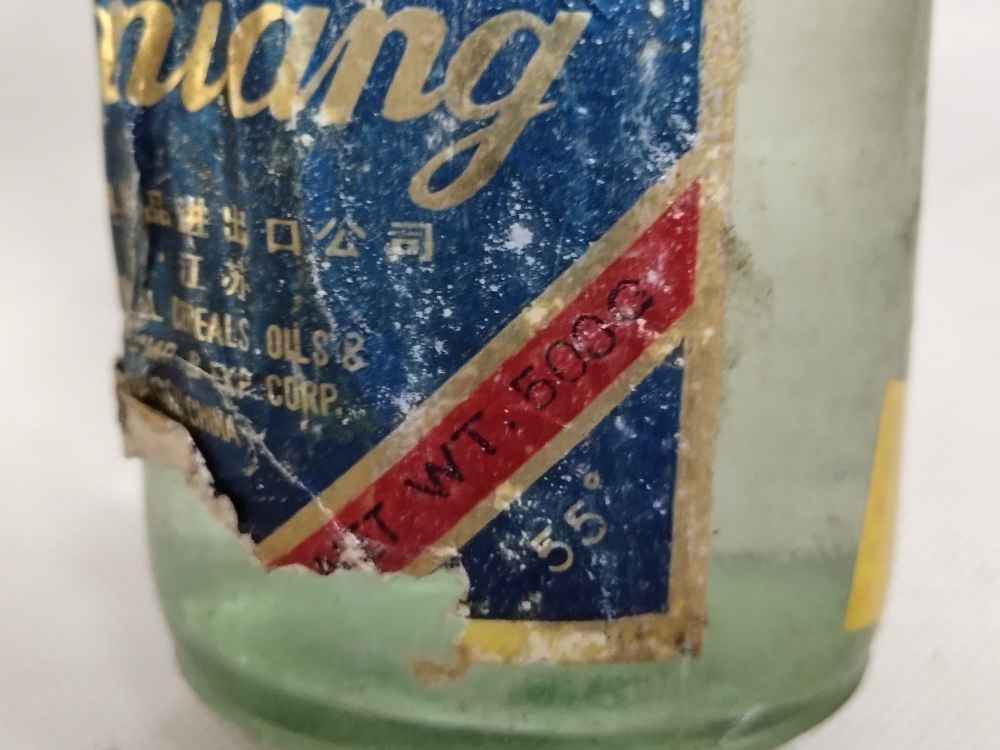 niang
品进出口公司
江苏
CEREALS OILS &
& EXP. CORP.
CHINA
NET WT. 500G
55°